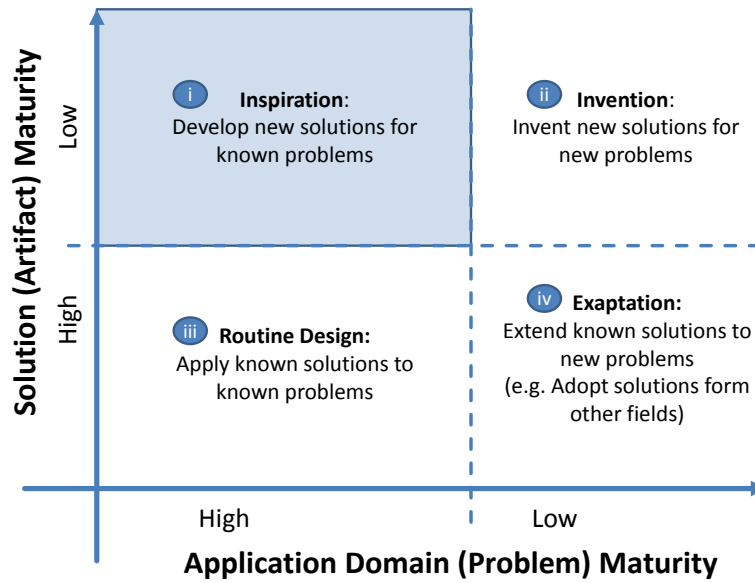 Solution (Artifact) Maturity
Low
High
i
Inspiration:
Develop new solutions for
known problems
ii
Invention:
Invent new solutions for
new problems
iii
Routine Design:
Apply known solutions to
known problems
iv
Exaptation:
Extend known solutions to
new problems
(e.g. Adopt solutions form
other fields)
High
Low
Application Domain (Problem) Maturity